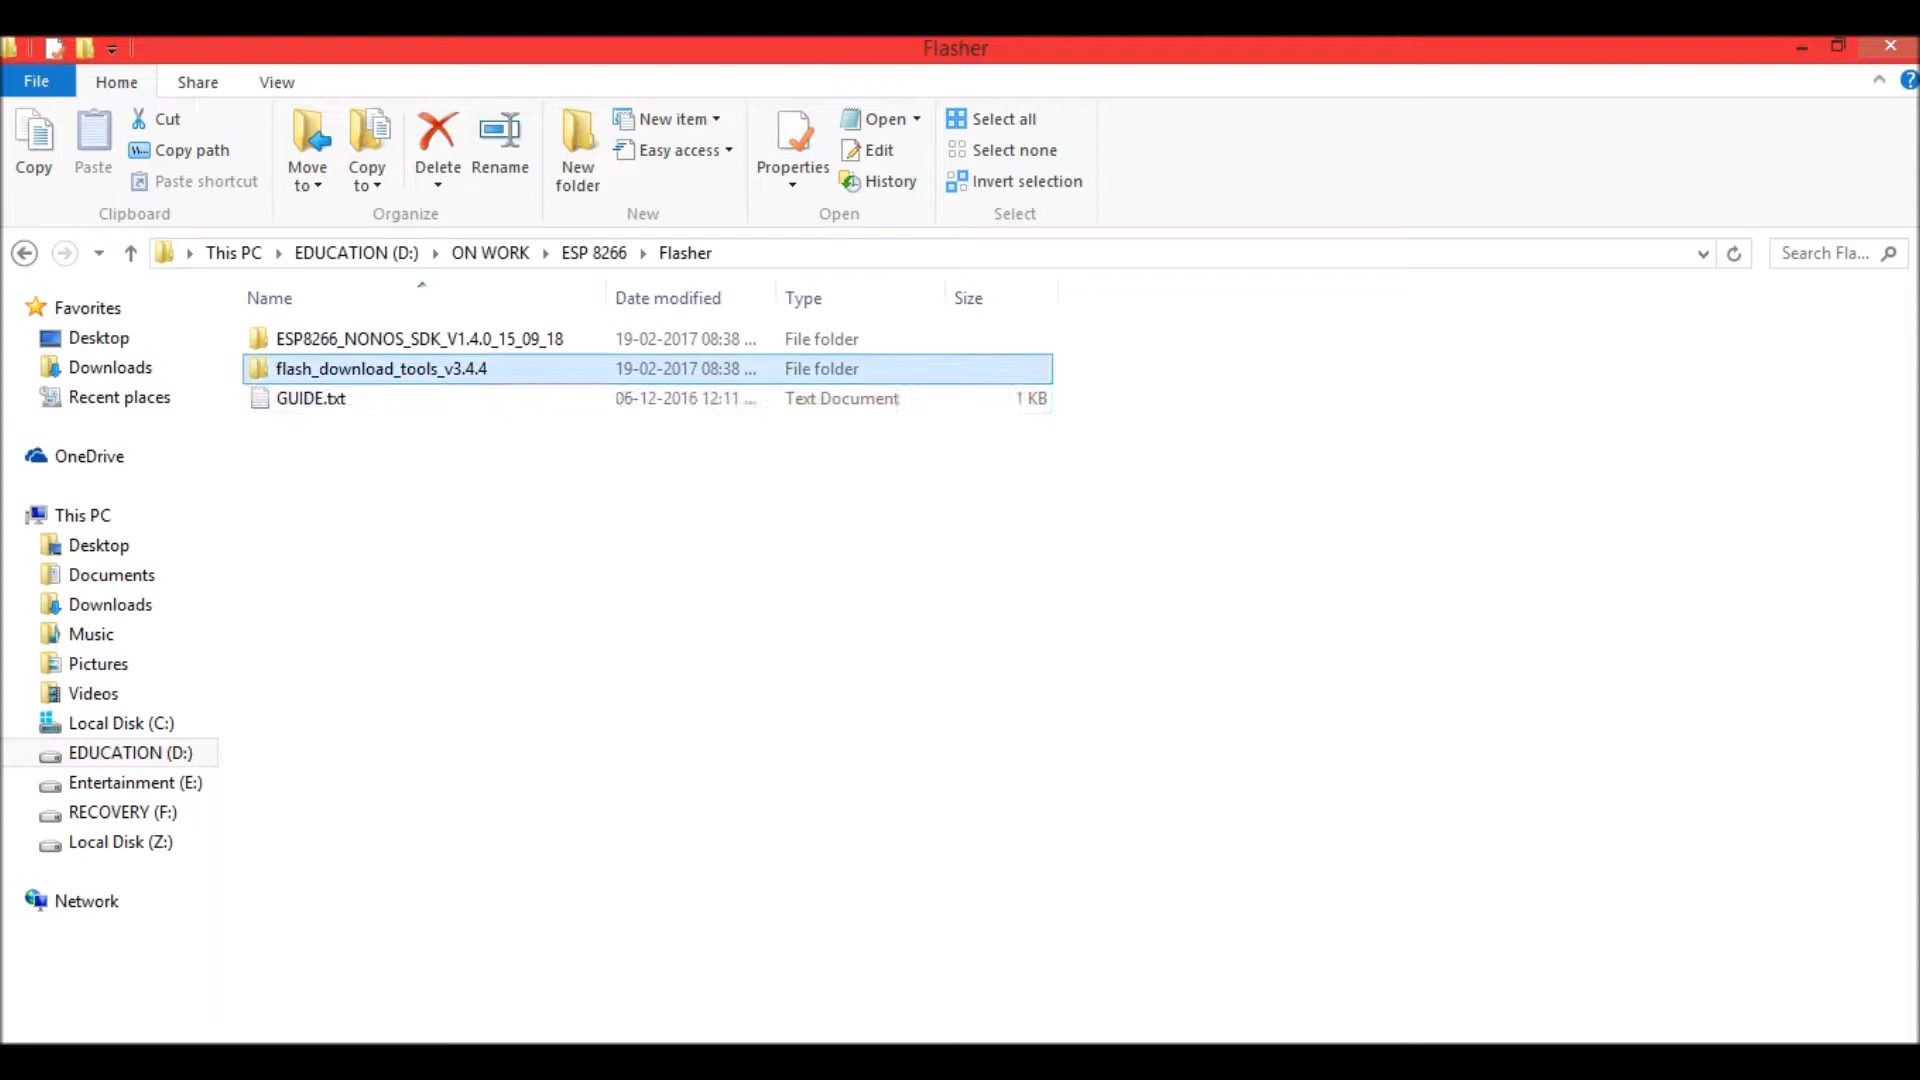 Flasher
File Home Share View
Copy
Paste
Cut
Copy path
Paste shortcut
Clipboard
Move to
Copy to
Delete
Rename
Organize
New folder
New item
Easy access
New
Properties
Open
Edit
History
Open
Select all
Select none
Invert selection
Select
This PC EDUCATION (D:) ON WORK ESP 8266 Flasher
Search Fla...
Name Date modified Type Size
ESP8266_NONOS_SDK_V1.4.0_15_09_18 19-02-2017 08:38 ... File folder
flash_download_tools_v3.4.4 19-02-2017 08:38 ... File folder
GUIDE.txt 06-12-2016 12:11 ... Text Document 1 KB
Favorites
Desktop
Downloads
Recent places
OneDrive
This PC
Desktop
Documents
Downloads
Music
Pictures
Videos
Local Disk (C:)
EDUCATION (D:)
Entertainment (E:)
RECOVERY (F:)
Local Disk (Z:)
Network